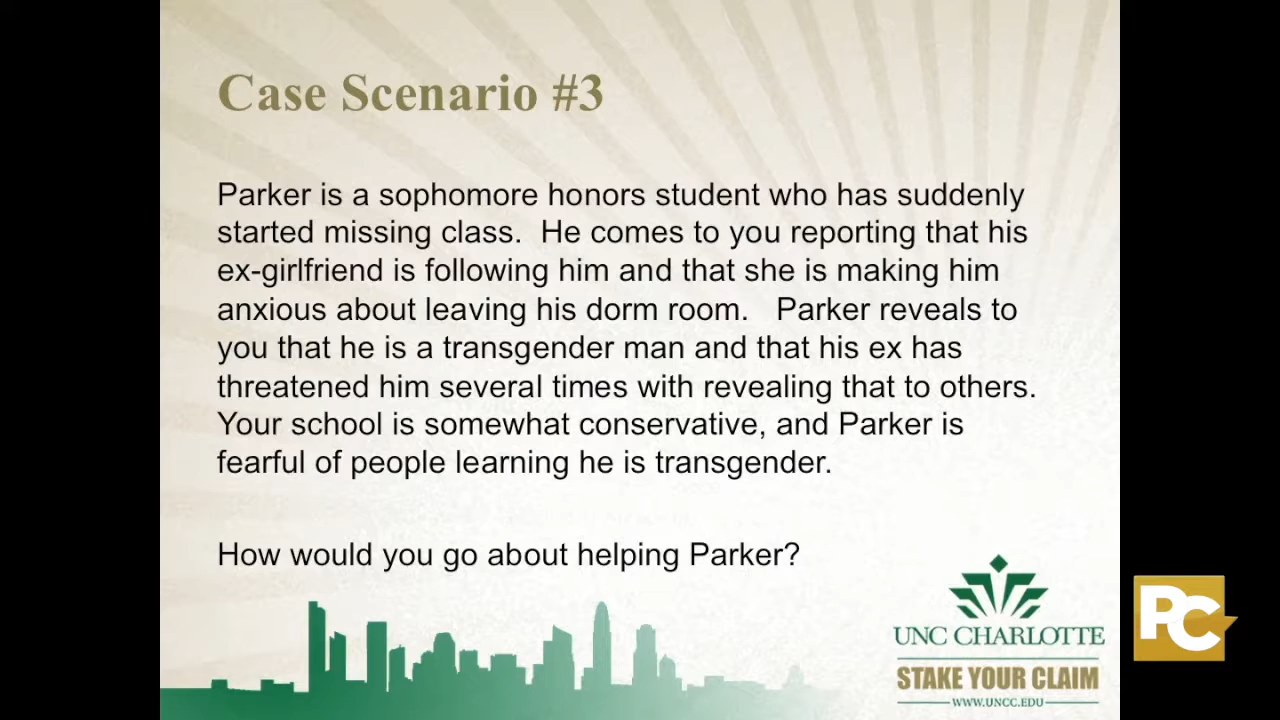 Case Scenario #3
Parker is a sophomore honors student who has suddenly
started missing class.  He comes to you reporting that his
ex-girlfriend is following him and that she is making him
anxious about leaving his dorm room.   Parker reveals to
you that he is a transgender man and that his ex has
threatened him several times with revealing that to others.
Your school is somewhat conservative, and Parker is
fearful of people learning he is transgender.
How would you go about helping Parker?
UNC CHARLOTTE
STAKE YOUR CLAIM
WWW.UNCC.EDU
PC